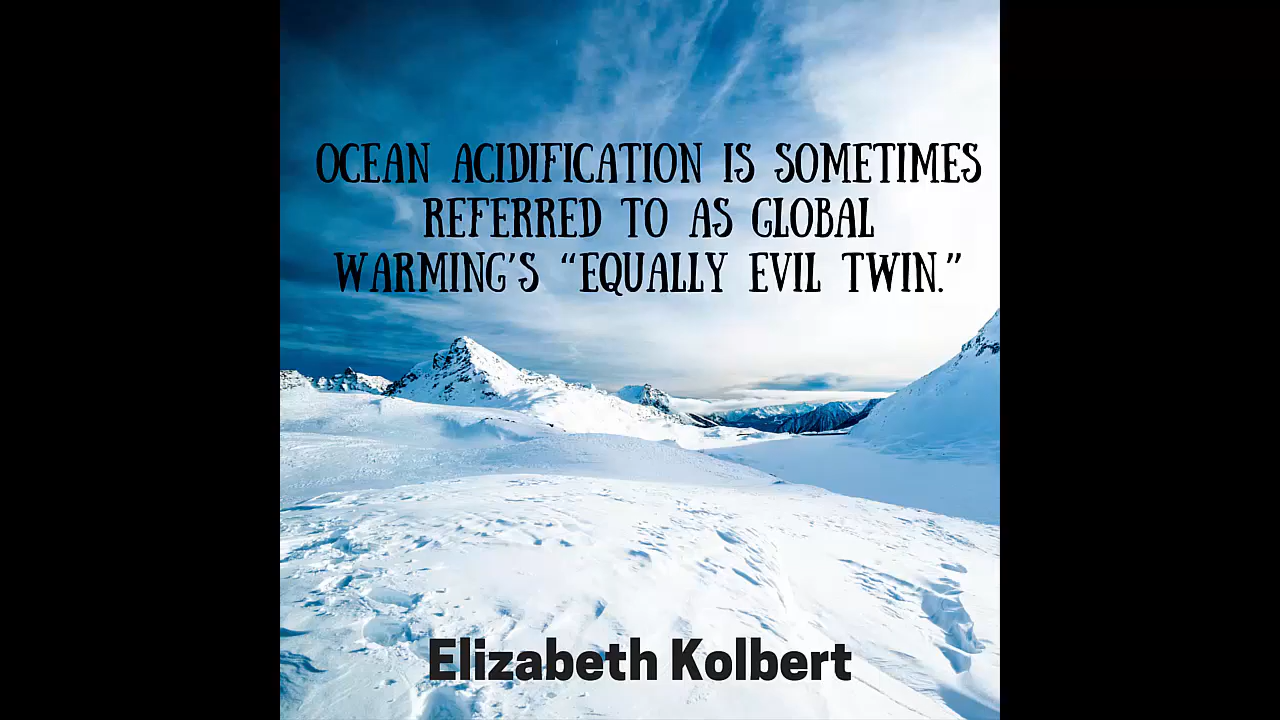 OCEAN ACIDIFICATION IS SOMETIMES
REFERRED TO AS GLOBAL
WARMING'S “EQUALLY EVIL TWIN.”
Elizabeth Kolbert